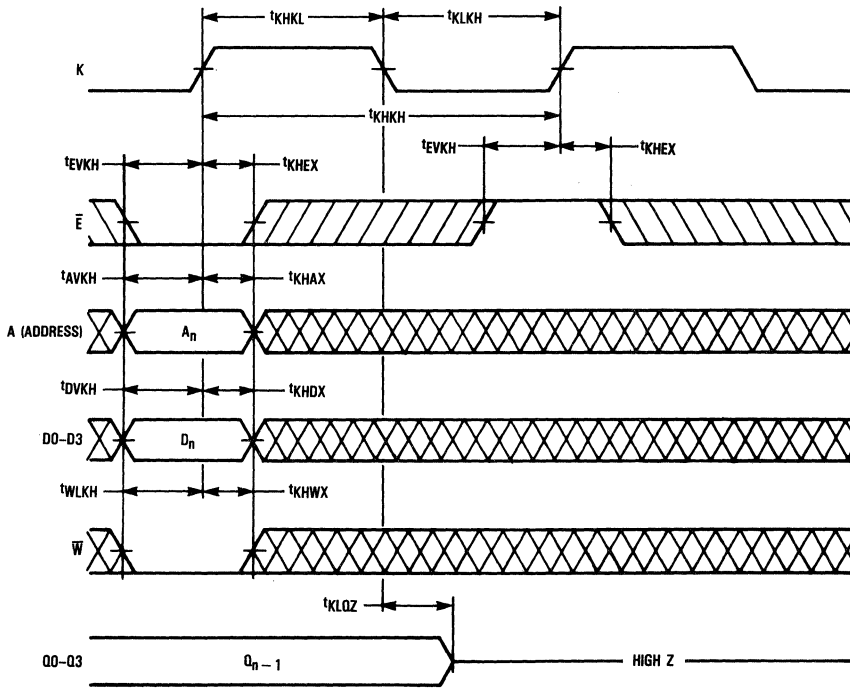 tKHKL tKLKH
K
tKHKH
tEVKH tKHEX
tEVKH tKHEX
E̅
tAVKH tKHAX
A (ADDRESS) An
tDVKH tKHDX
D0–D3 Dn
tWLKH tKHWX
W̅
tKLQZ
Q0–Q3 Qn – 1 HIGH Z